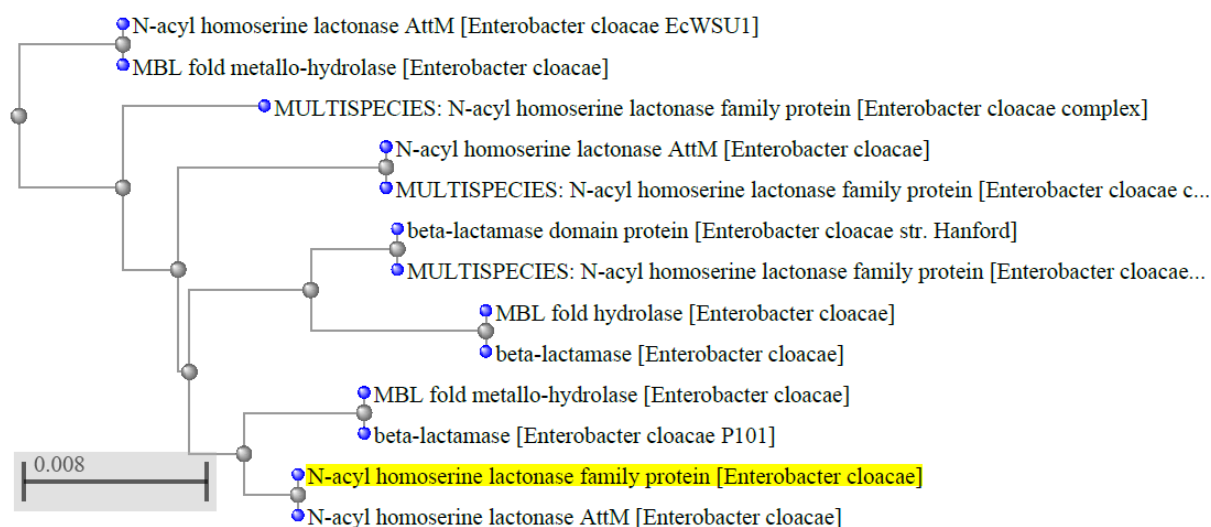 N-acyl homoserine lactonase AttM [Enterobacter cloacae EcWSU1]
MBL fold metallo-hydrolase [Enterobacter cloacae]
MULTISPECIES: N-acyl homoserine lactonase family protein [Enterobacter cloacae complex]
N-acyl homoserine lactonase AttM [Enterobacter cloacae]
MULTISPECIES: N-acyl homoserine lactonase family protein [Enterobacter cloacae c...
beta-lactamase domain protein [Enterobacter cloacae str. Hanford]
MULTISPECIES: N-acyl homoserine lactonase family protein [Enterobacter cloacae...
MBL fold hydrolase [Enterobacter cloacae]
beta-lactamase [Enterobacter cloacae]
MBL fold metallo-hydrolase [Enterobacter cloacae]
beta-lactamase [Enterobacter cloacae P101]
0.008
N-acyl homoserine lactonase family protein [Enterobacter cloacae]
N-acyl homoserine lactonase AttM [Enterobacter cloacae]